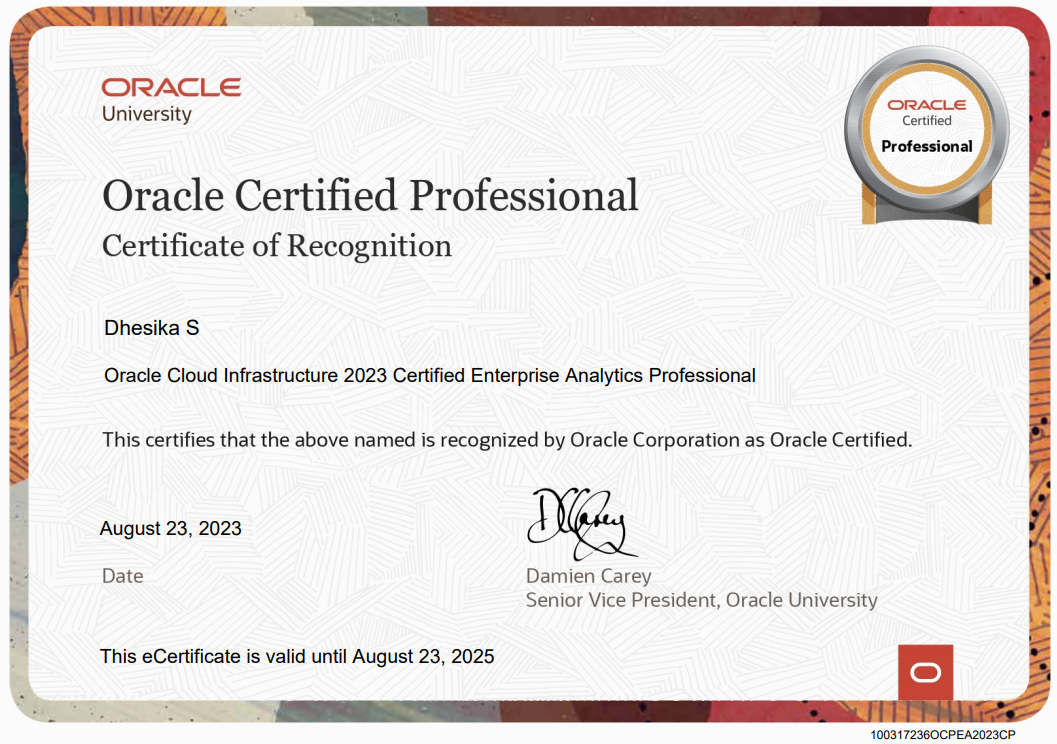 ORACLE
University
ORACLE
Certified
Professional
Oracle Certified Professional
Certificate of Recognition
Dhesika S
Oracle Cloud Infrastructure 2023 Certified Enterprise Analytics Professional
This certifies that the above named is recognized by Oracle Corporation as Oracle Certified.
August 23, 2023
Date
DCarey
Damien Carey
Senior Vice President, Oracle University
This eCertificate is valid until August 23, 2025
100317236OCPEA2023CP